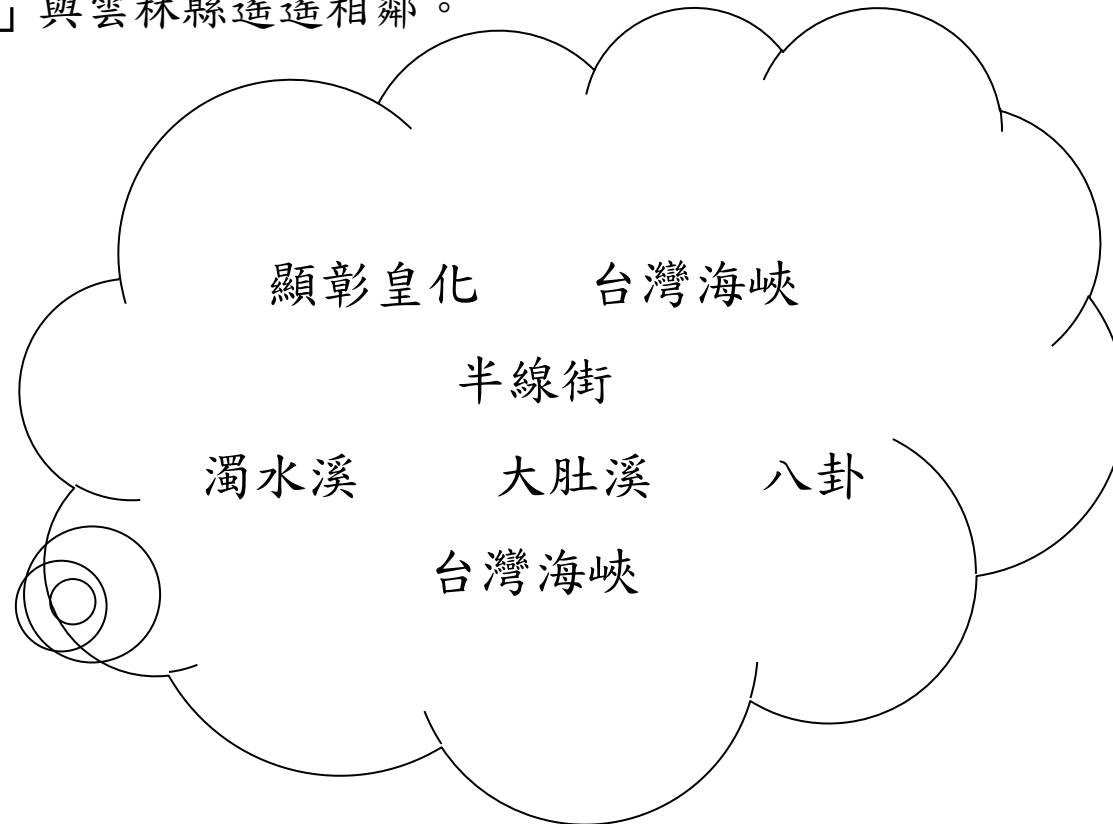 」與雲林縣遙遙相鄰。
顯彰皇化 台灣海峽
半線街
濁水溪 大肚溪 八卦
台灣海峽